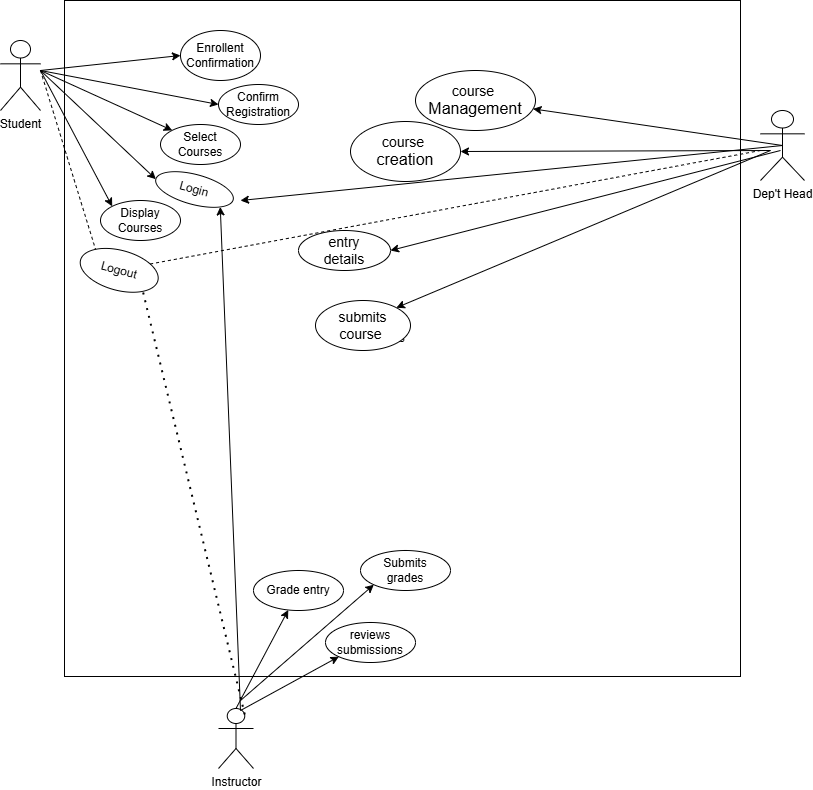 Enrollent
Confirmation
Student
Confirm
Registration
course
Management
Select
Courses
course
creation
Login
Dep't Head
Display
Courses
entry
details
Logout
submits
course
Submits
grades
Grade entry
reviews
submissions
Instructor